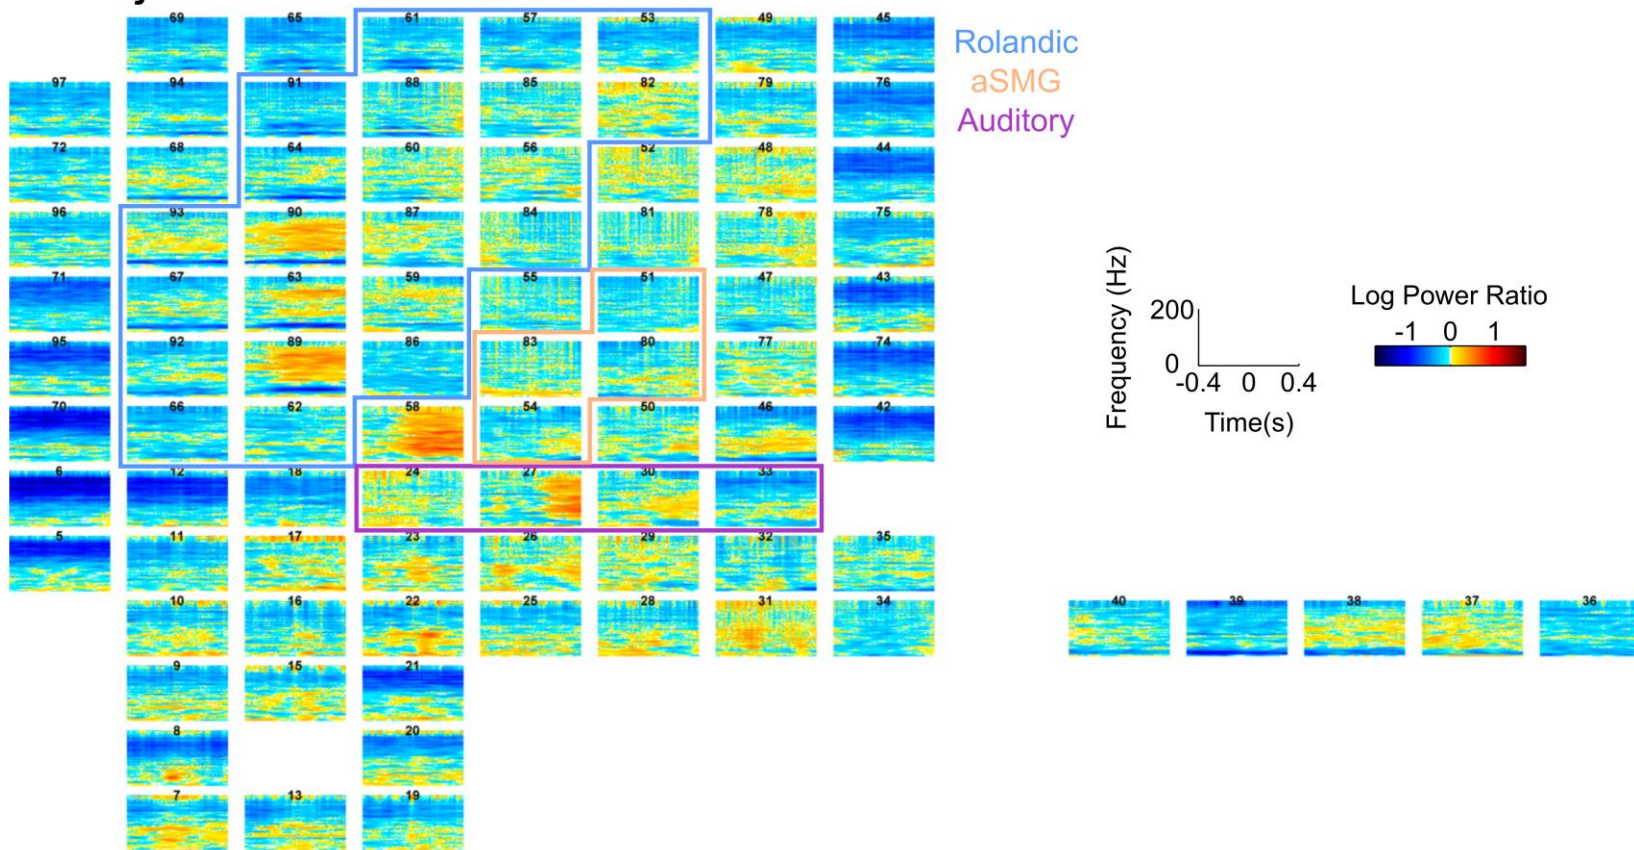 69 65 61 57 53 49 45
Rolandic
97 94 91 88 85 82 79 76
aSMG
Auditory
72 68 64 60 56 52 48 44
96 93 90 87 84 81 78 75
71 67 63 59 55 51 47 43
95 92 89 86 83 80 77 74
70 66 62 58 54 50 46 42
6 12 18 24 27 30 33
5 11 17 23 26 29 32 35
10 16 22 25 28 31 34
9 15 21
8 20
7 13 19
Frequency (Hz)
200
0
-0.4 0 0.4
Time(s)
Log Power Ratio
-1 0 1
40 39 38 37 36